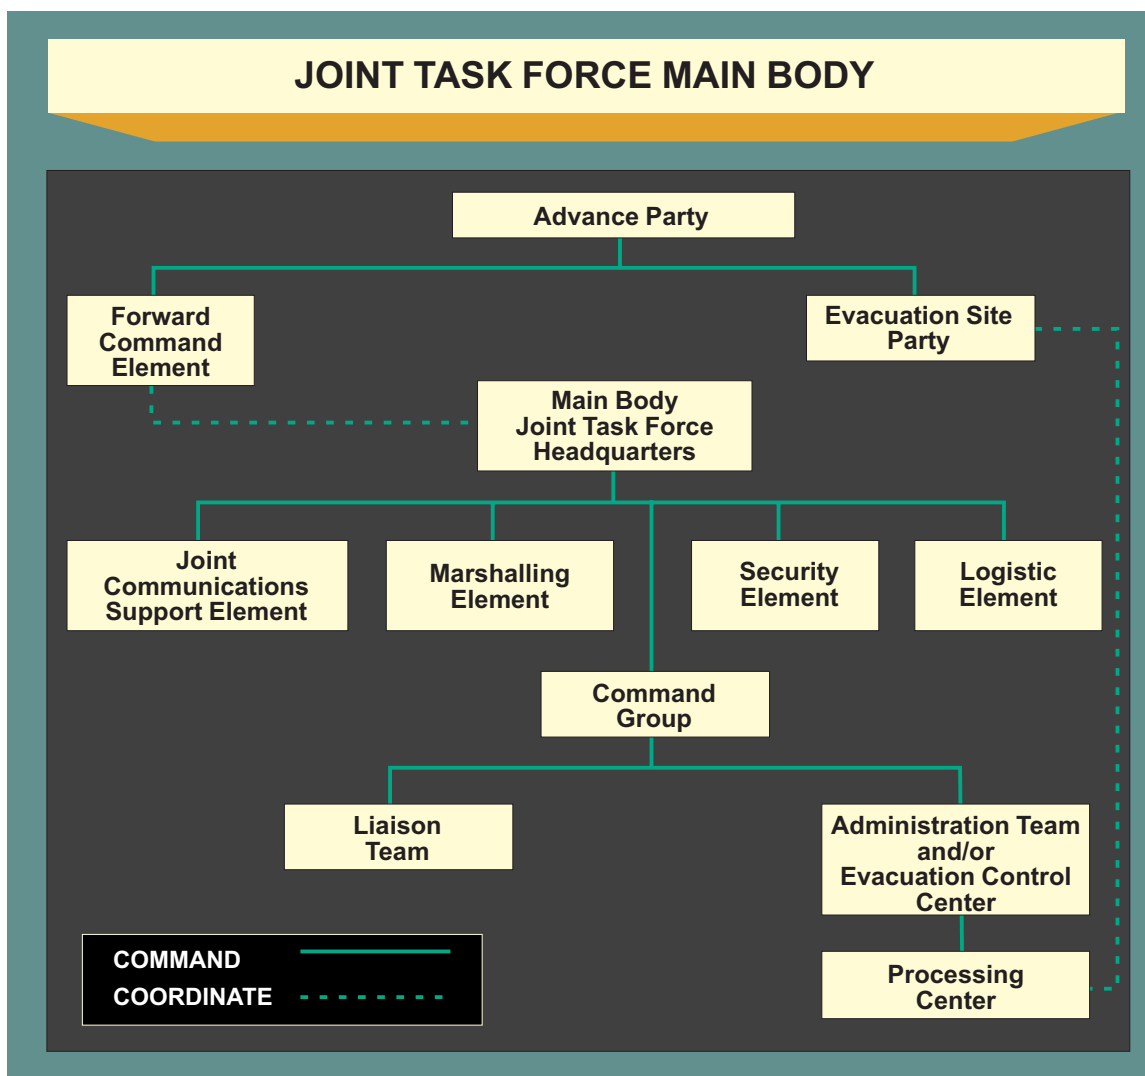 JOINT TASK FORCE MAIN BODY
Advance Party
Forward
Command
Element
Evacuation Site
Party
Main Body
Joint Task Force
Headquarters
Joint
Communications
Support Element
Marshalling
Element
Security
Element
Logistic
Element
Command
Group
Liaison
Team
Administration Team
and/or
Evacuation Control
Center
Processing
Center
COMMAND
COORDINATE